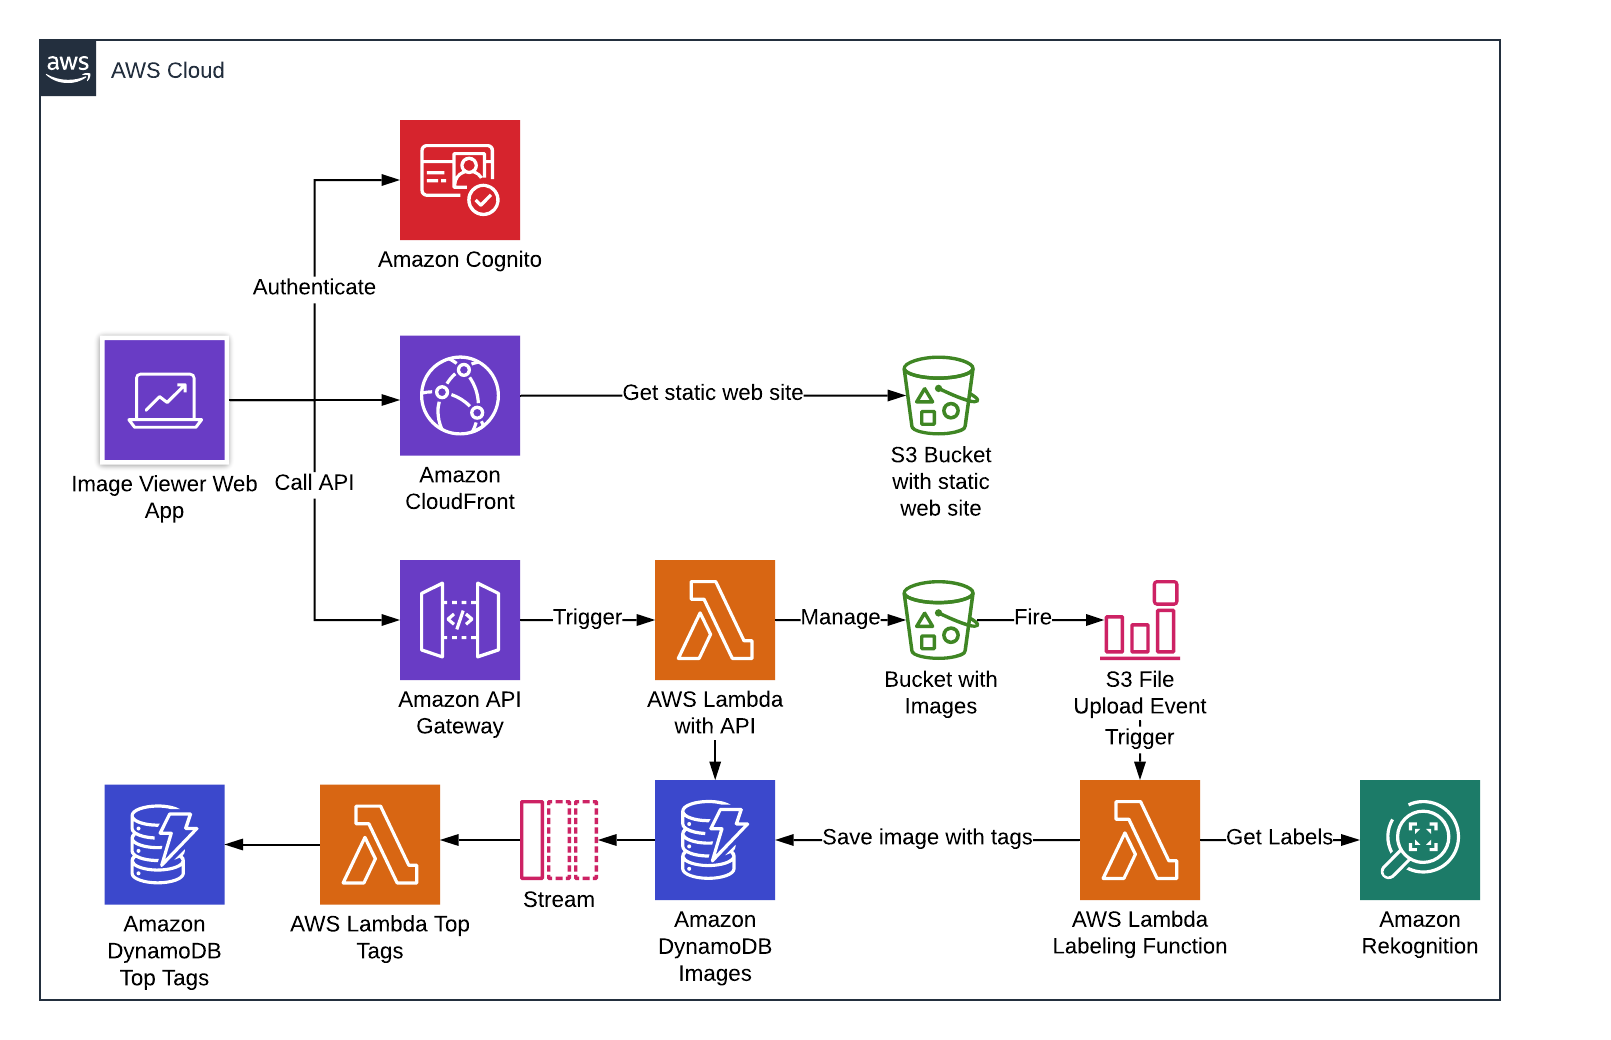 aws
AWS Cloud
Amazon Cognito
Authenticate
Image Viewer Web
App
Call API
Amazon
CloudFront
Get static web site
S3 Bucket
with static
web site
Amazon API
Gateway
Trigger
AWS Lambda
with API
Manage
Bucket with
Images
Fire
S3 File
Upload Event
Trigger
Amazon
DynamoDB
Top Tags
AWS Lambda Top
Tags
Stream
Amazon
DynamoDB
Images
Save image with tags
AWS Lambda
Labeling Function
Get Labels
Amazon
Rekognition